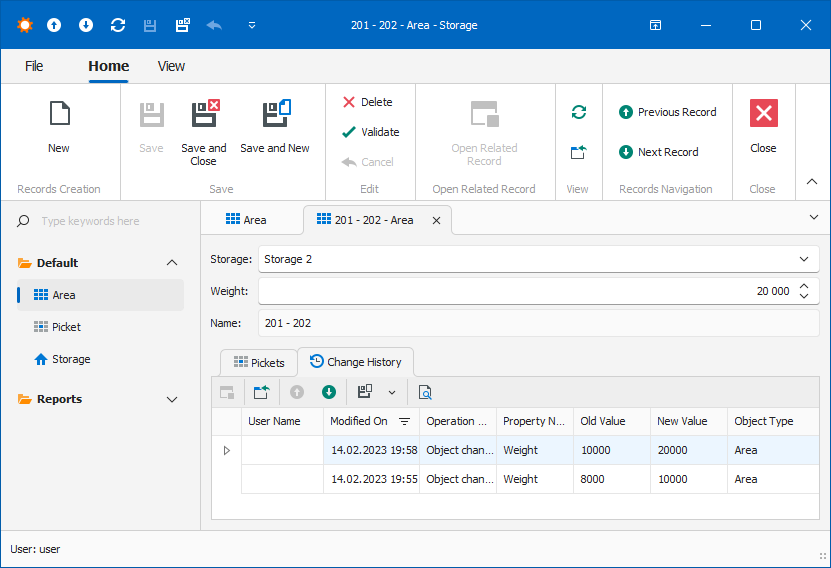 201 - 202 - Area - Storage
File Home View
New
Records Creation
Save
Save and Close
Save and New
Save
Delete
Validate
Cancel
Edit
Open Related Record
Open Related Record
View
Previous Record
Next Record
Records Navigation
Close
Close
Type keywords here
Default
Area
Picket
Storage
Reports
Area 201 - 202 - Area
Storage: Storage 2
Weight: 20 000
Name: 201 - 202
Pickets Change History
User Name Modified On Operation ... Property N... Old Value New Value Object Type
14.02.2023 19:58 Object chan... Weight 10000 20000 Area
14.02.2023 19:55 Object chan... Weight 8000 10000 Area
User: user